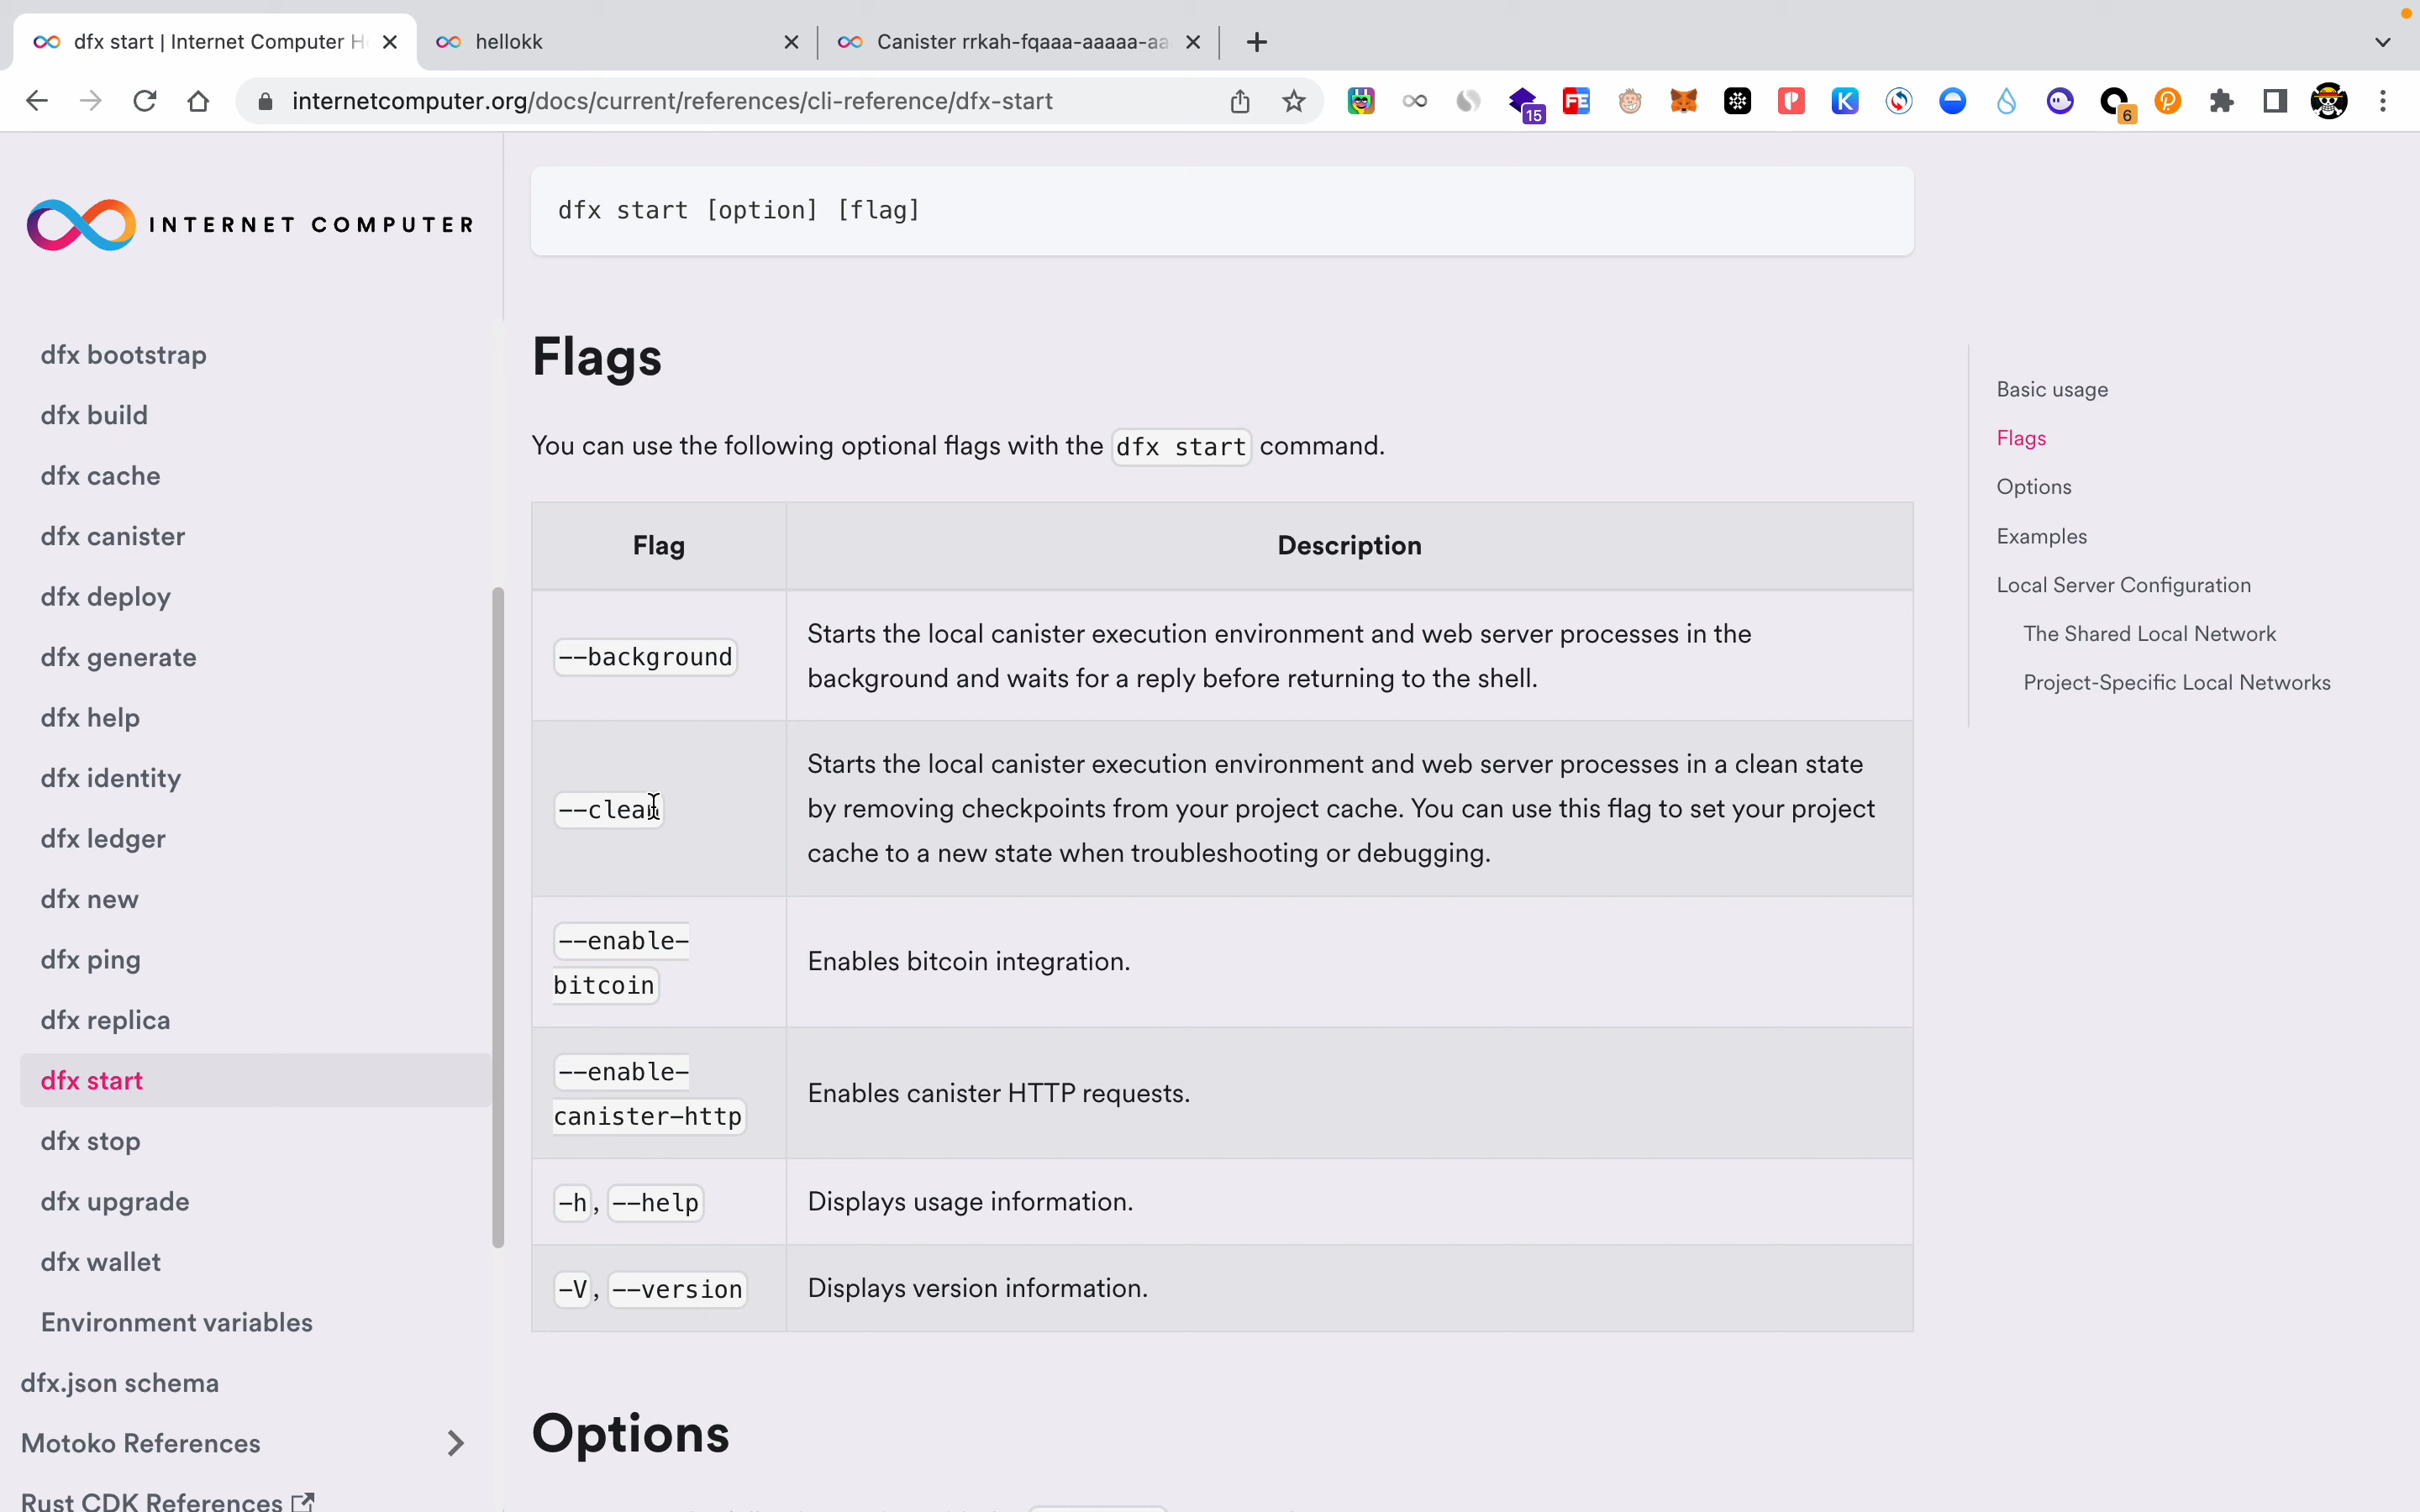 dfx start | Internet Computer H
hellokk
Canister rrkah-fqaaa-aaaaa-aa
internetcomputer.org/docs/current/references/cli-reference/dfx-start
15
FE
K
6
INTERNET COMPUTER
dfx bootstrap
dfx build
dfx cache
dfx canister
dfx deploy
dfx generate
dfx help
dfx identity
dfx ledger
dfx new
dfx ping
dfx replica
dfx start
dfx stop
dfx upgrade
dfx wallet
Environment variables
dfx.json schema
Motoko References
Rust CDK References
dfx start [option] [flag]
Flags
You can use the following optional flags with the dfx start command.
Flag
Description
--background
Starts the local canister execution environment and web server processes in the
background and waits for a reply before returning to the shell.
--clean
Starts the local canister execution environment and web server processes in a clean state
by removing checkpoints from your project cache. You can use this flag to set your project
cache to a new state when troubleshooting or debugging.
--enable-
bitcoin
Enables bitcoin integration.
--enable-
canister-http
Enables canister HTTP requests.
-h, --help
Displays usage information.
-V, --version
Displays version information.
Options
Basic usage
Flags
Options
Examples
Local Server Configuration
The Shared Local Network
Project-Specific Local Networks